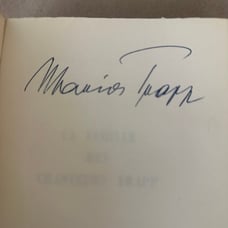 Maria Trapp
LA FAMILLE
DES
CHANTEURS TRAPP